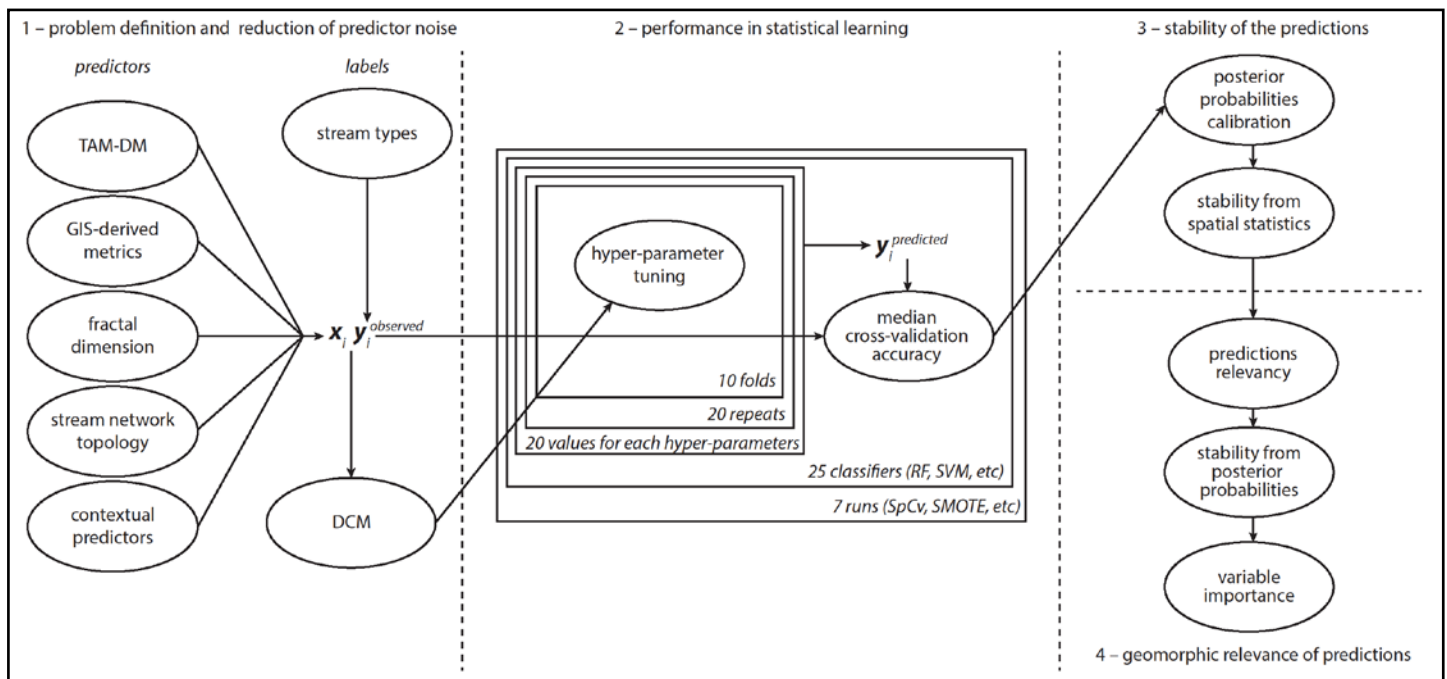 1 – problem definition and reduction of predictor noise
predictors
labels
TAM-DM
GIS-derived
metrics
fractal
dimension
stream network
topology
contextual
predictors
stream types
x_i y_i^observed
DCM
2 – performance in statistical learning
hyper-parameter
tuning
10 folds
20 repeats
20 values for each hyper-parameters
y_i^predicted
median
cross-validation
accuracy
25 classifiers (RF, SVM, etc)
7 runs (SpCv, SMOTE, etc)
3 – stability of the predictions
posterior
probabilities
calibration
stability from
spatial statistics
predictions
relevancy
stability from
posterior
probabilities
variable
importance
4 – geomorphic relevance of predictions